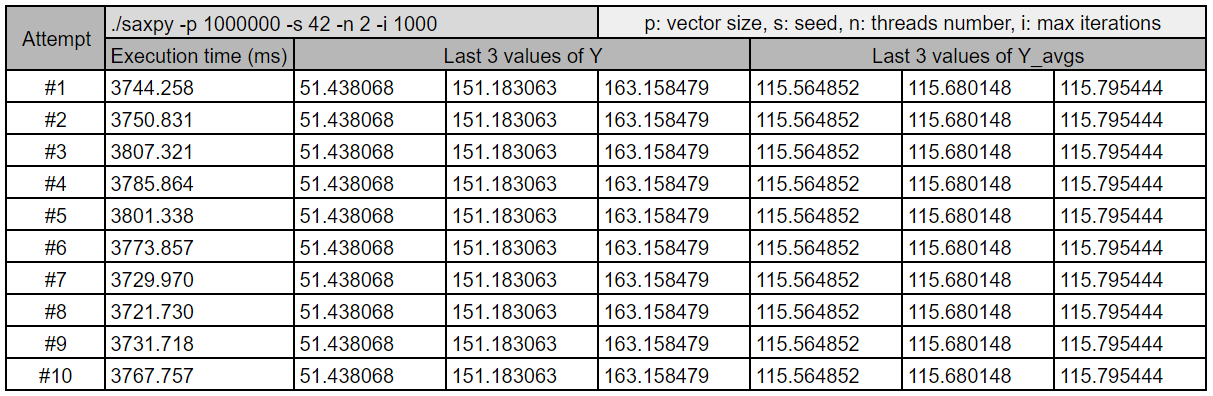 Attempt ./saxpy -p 1000000 -s 42 -n 2 -i 1000 p: vector size, s: seed, n: threads number, i: max iterations
Execution time (ms) Last 3 values of Y Last 3 values of Y_avgs
#1 3744.258 51.438068 151.183063 163.158479 115.564852 115.680148 115.795444
#2 3750.831 51.438068 151.183063 163.158479 115.564852 115.680148 115.795444
#3 3807.321 51.438068 151.183063 163.158479 115.564852 115.680148 115.795444
#4 3785.864 51.438068 151.183063 163.158479 115.564852 115.680148 115.795444
#5 3801.338 51.438068 151.183063 163.158479 115.564852 115.680148 115.795444
#6 3773.857 51.438068 151.183063 163.158479 115.564852 115.680148 115.795444
#7 3729.970 51.438068 151.183063 163.158479 115.564852 115.680148 115.795444
#8 3721.730 51.438068 151.183063 163.158479 115.564852 115.680148 115.795444
#9 3731.718 51.438068 151.183063 163.158479 115.564852 115.680148 115.795444
#10 3767.757 51.438068 151.183063 163.158479 115.564852 115.680148 115.795444